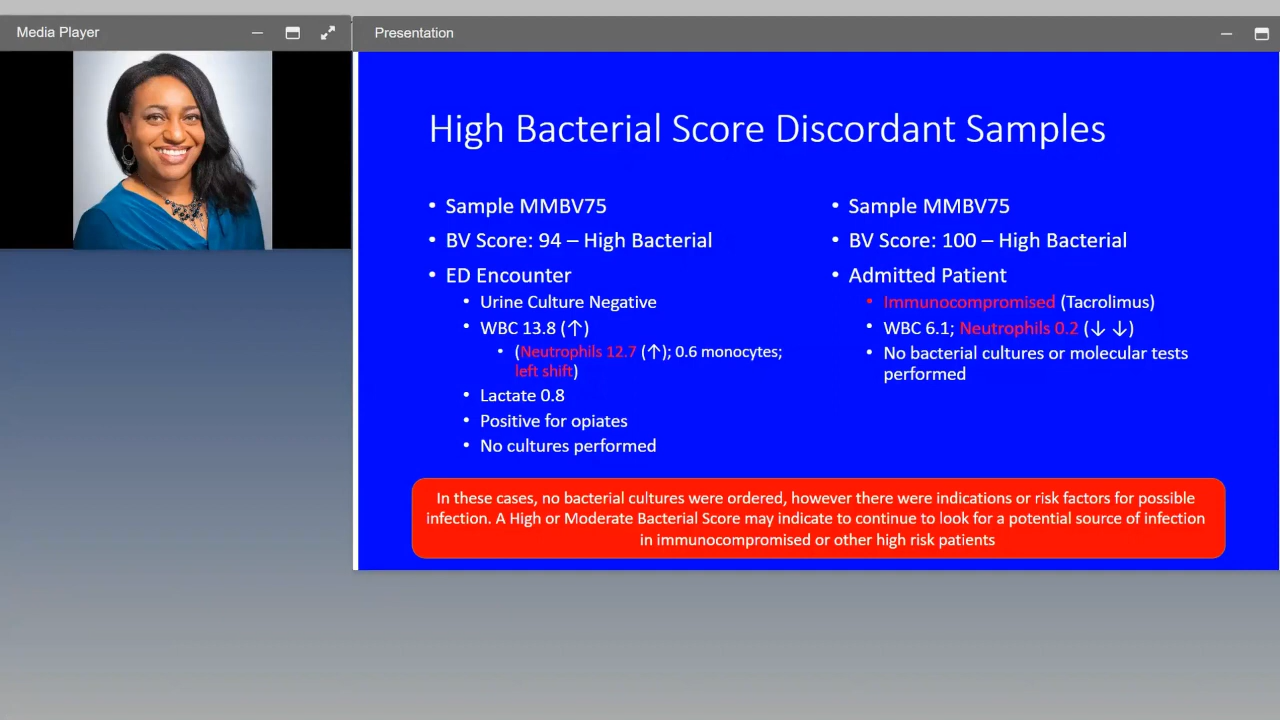 Media Player
Presentation
High Bacterial Score Discordant Samples
• Sample MMBV75
• BV Score: 94 – High Bacterial
• ED Encounter
• Urine Culture Negative
• WBC 13.8 (↑)
• (Neutrophils 12.7 (↑); 0.6 monocytes;
left shift)
• Lactate 0.8
• Positive for opiates
• No cultures performed
• Sample MMBV75
• BV Score: 100 – High Bacterial
• Admitted Patient
• Immunocompromised (Tacrolimus)
• WBC 6.1; Neutrophils 0.2 (↓ ↓)
• No bacterial cultures or molecular tests
performed
In these cases, no bacterial cultures were ordered, however there were indications or risk factors for possible
infection. A High or Moderate Bacterial Score may indicate to continue to look for a potential source of infection
in immunocompromised or other high risk patients